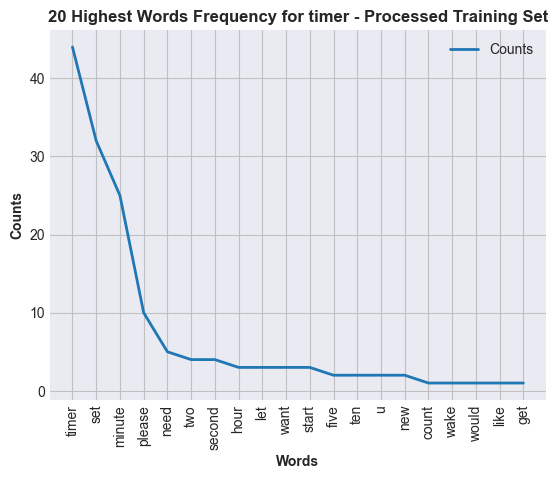 20 Highest Words Frequency for timer - Processed Training Set
Counts
40
30
20
10
0
Counts
timer
set
minute
please
need
two
second
hour
let
want
start
five
ten
u
new
count
wake
would
like
get
Words